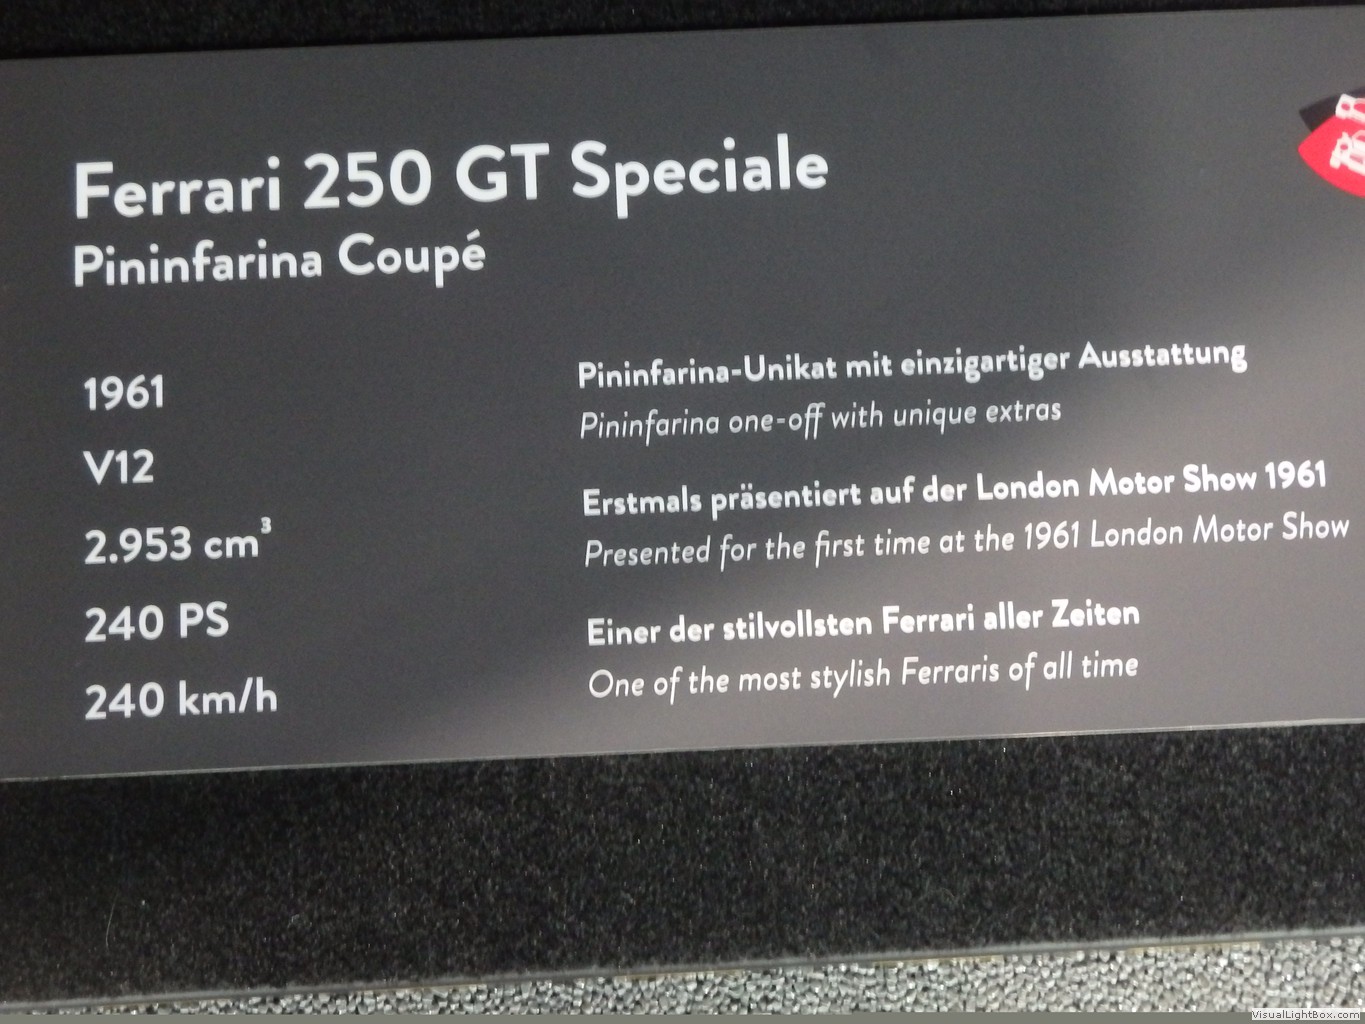 Ferrari 250 GT Speciale
Pininfarina Coupé
1961
V12
2.953 cm³
240 PS
240 km/h
Pininfarina-Unikat mit einzigartiger Ausstattung
Pininfarina one-off with unique extras
Erstmals präsentiert auf der London Motor Show 1961
Presented for the first time at the 1961 London Motor Show
Einer der stilvollsten Ferrari aller Zeiten
One of the most stylish Ferraris of all time
VisualLightBox.com